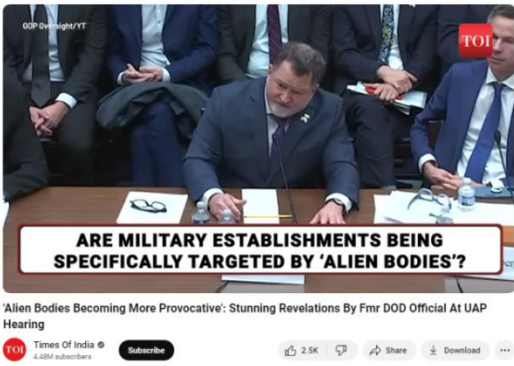 GOP Oversight/YT
TOI
ARE MILITARY ESTABLISHMENTS BEING
SPECIFICALLY TARGETED BY 'ALIEN BODIES'?
'Alien Bodies Becoming More Provocative': Stunning Revelations By Fmr DOD Official At UAP
Hearing
TOI
Times Of India
4.48M subscribers
Subscribe
2.5K
Share
Download